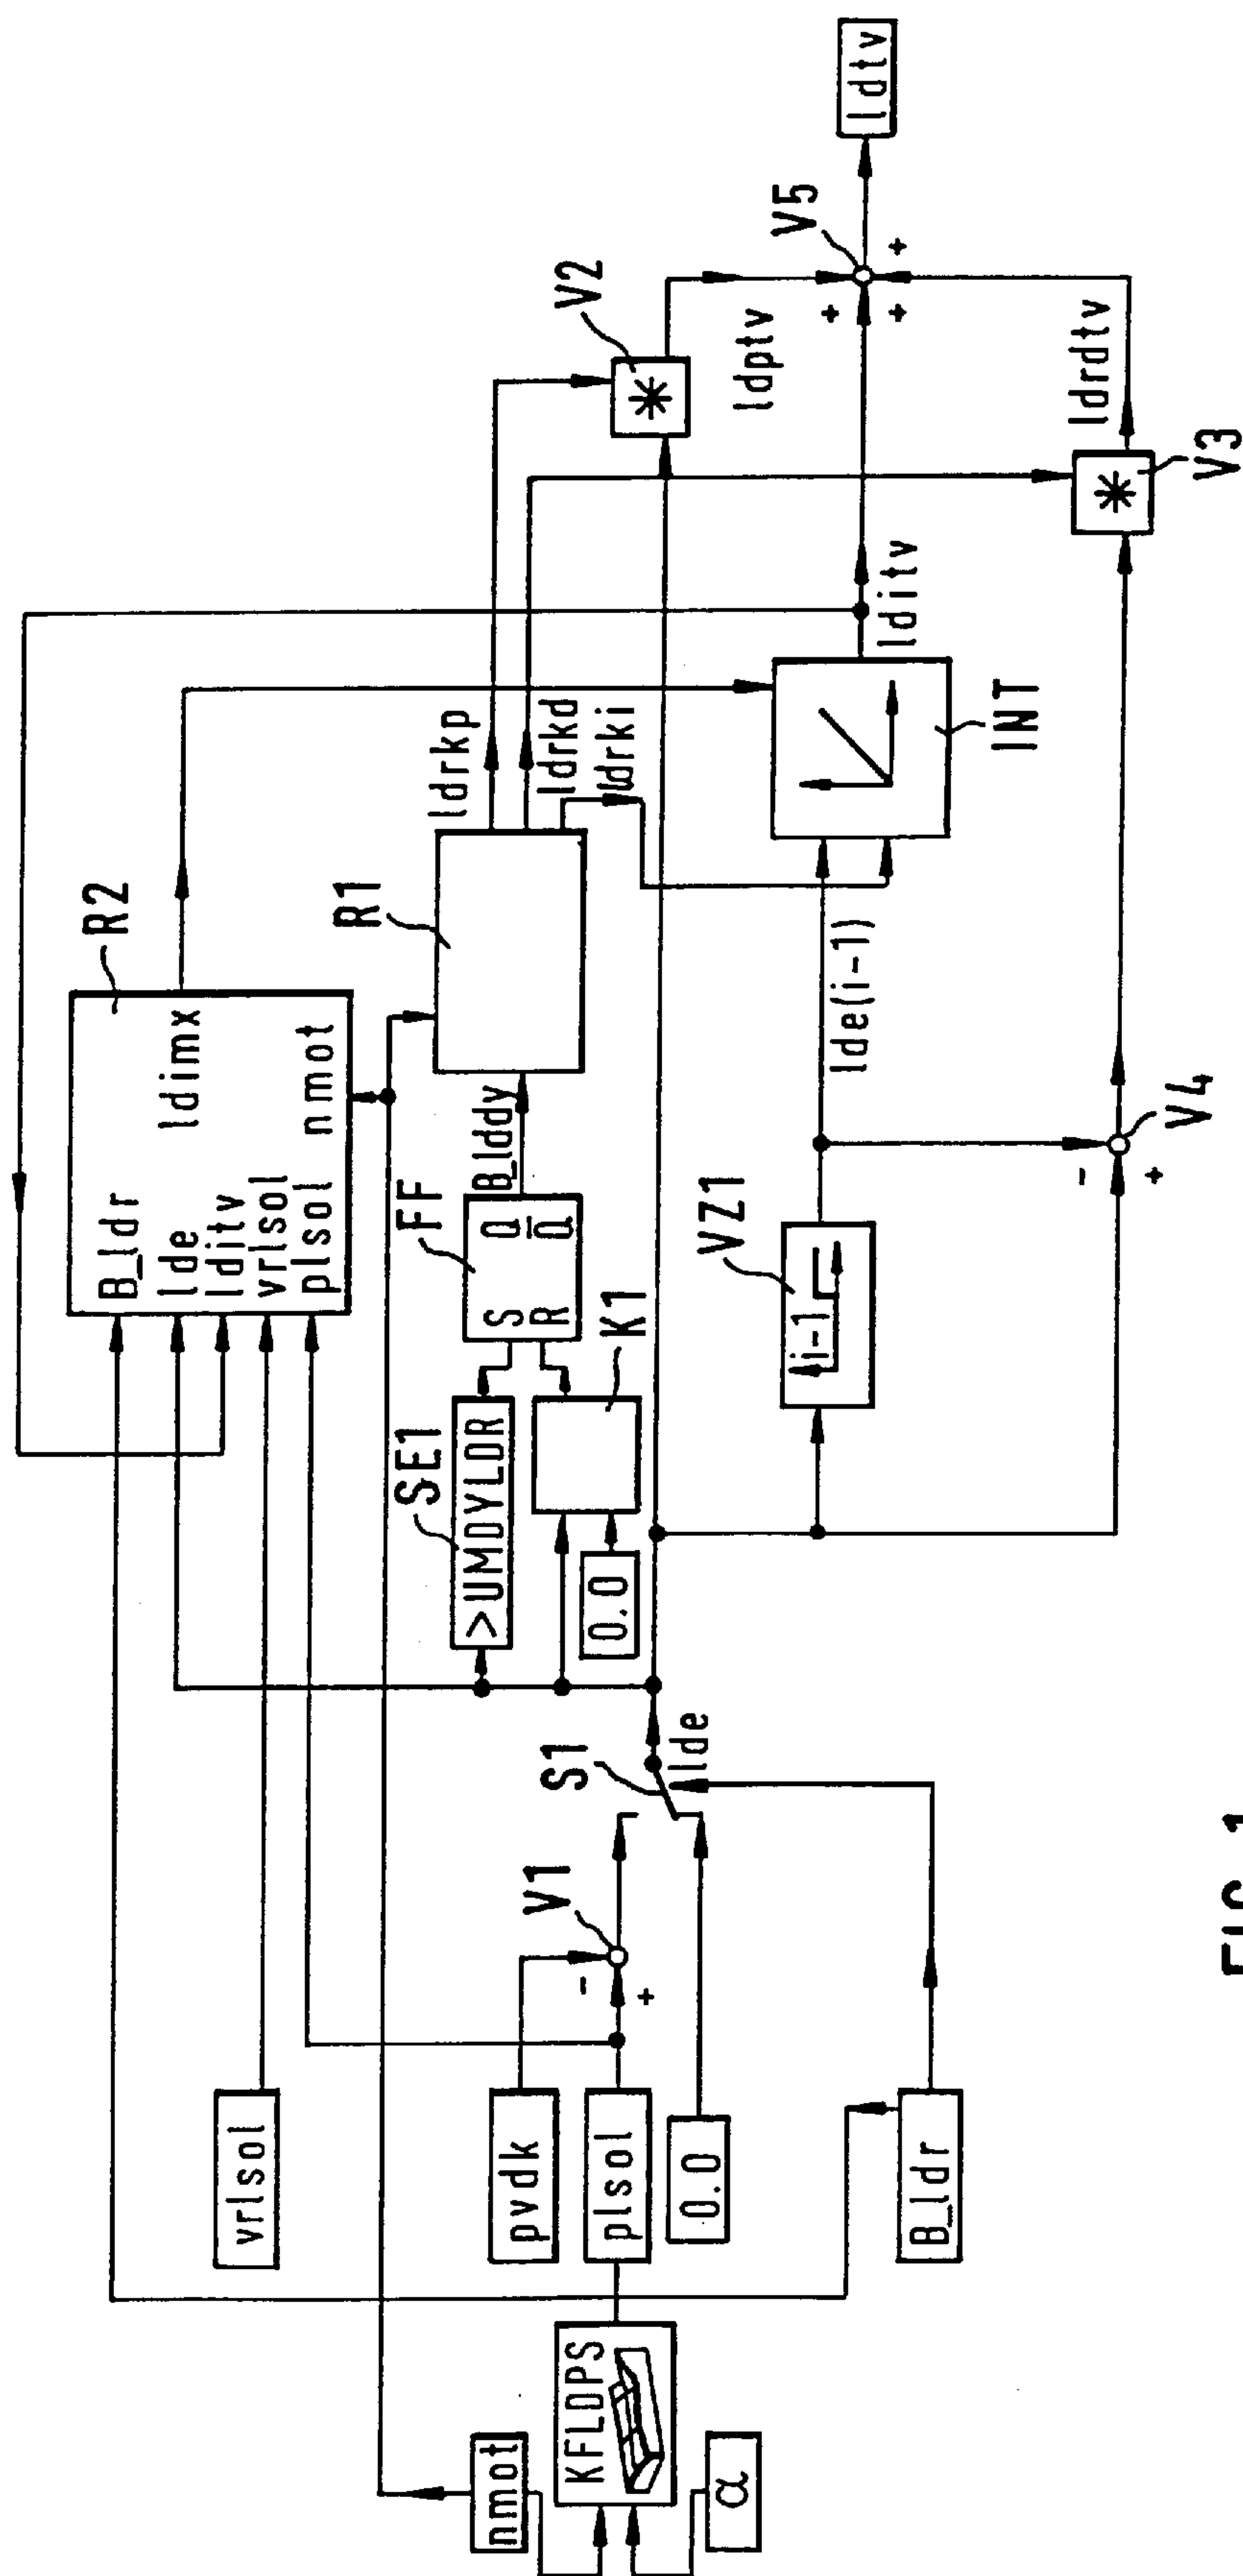 nmot
α
KFLDPS
vrlsol
pvdk
plsol
0.0
B_ldr
V1
-
+
S1
lde
SE1
>UMDYLDR
0.0
K1
FF
S
R
Q
Q̅
B_lddy
R2
B_ldr
lde
lditv
vrlsol
plsol
ldimx
nmot
R1
ldrkp
ldrkd
ldrki
VZ1
i-1
lde(i-1)
-
+
V4
INT
lditv
V2
*
ldptv
V3
*
ldrdtv
V5
+
+
+
ldtv